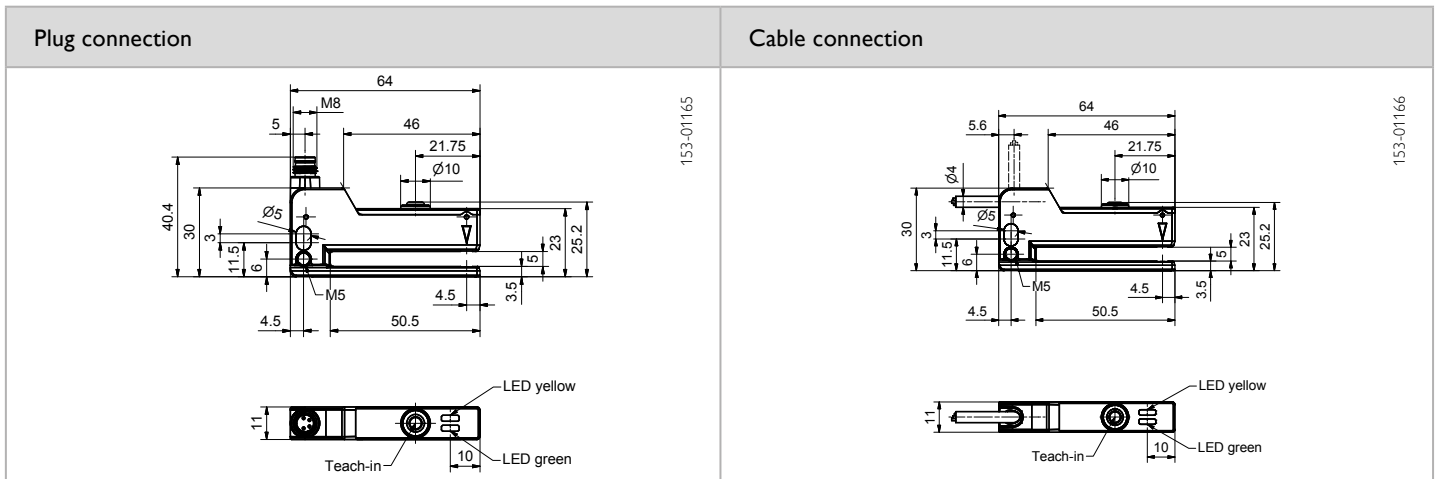 Plug connection
Cable connection
64
M8
5
46
21.75
Ø10
40.4
30
Ø5
3
11.5
6
M5
4.5
50.5
4.5
3.5
5
23
25.2
153-01165
11
LED yellow
LED green
Teach-in
10
64
5.6
46
21.75
Ø10
Ø4
30
Ø5
3
11.5
6
M5
4.5
50.5
4.5
3.5
5
23
25.2
153-01166
11
LED yellow
LED green
Teach-in
10